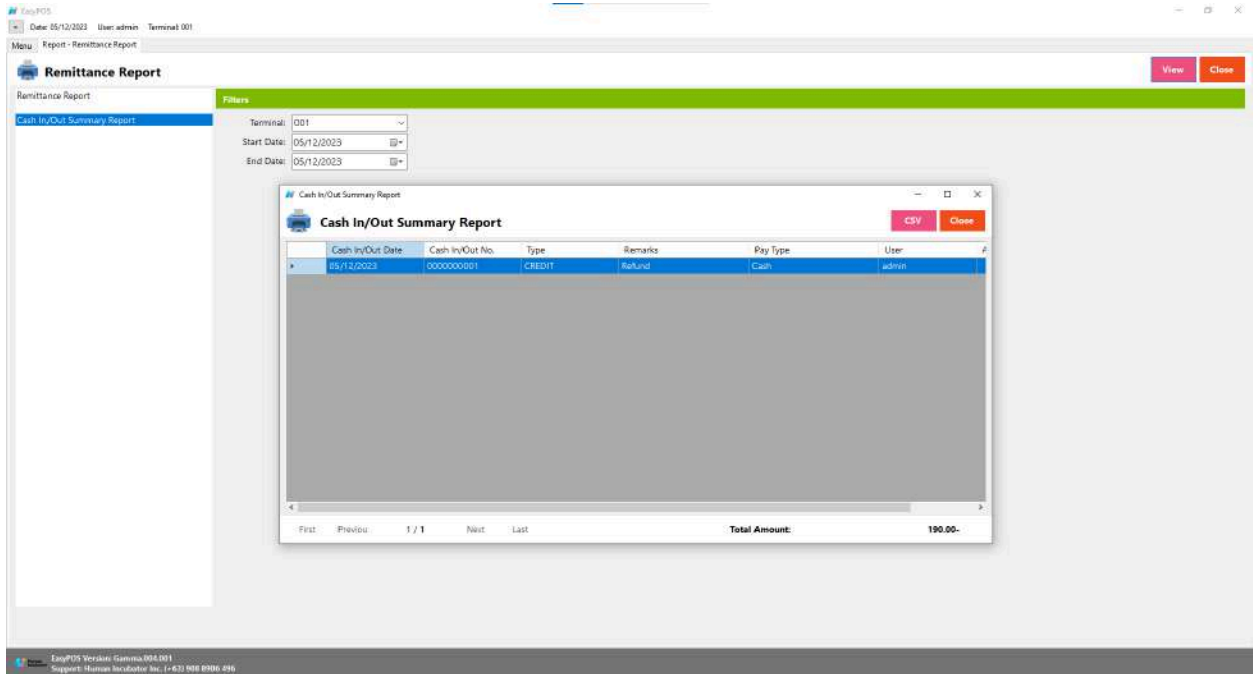 EasyPOS
Date: 05/12/2023 User: admin Terminal: 001
Menu Report - Remittance Report
Remittance Report View Close
Remittance Report
Filters
Cash In/Out Summary Report
Terminal: 001
Start Date: 05/12/2023
End Date: 05/12/2023
Cash In/Out Summary Report
Cash In/Out Summary Report CSV Close
Cash In/Out Date Cash In/Out No. Type Remarks Pay Type User
05/12/2023 0000000001 CREDIT Refund Cash admin
First Previou 1 / 1 Next Last Total Amount: 190.00-
EasyPOS Version: Gamma.004.001
Support: Human Incubator Inc. (+63) 908 8906 496